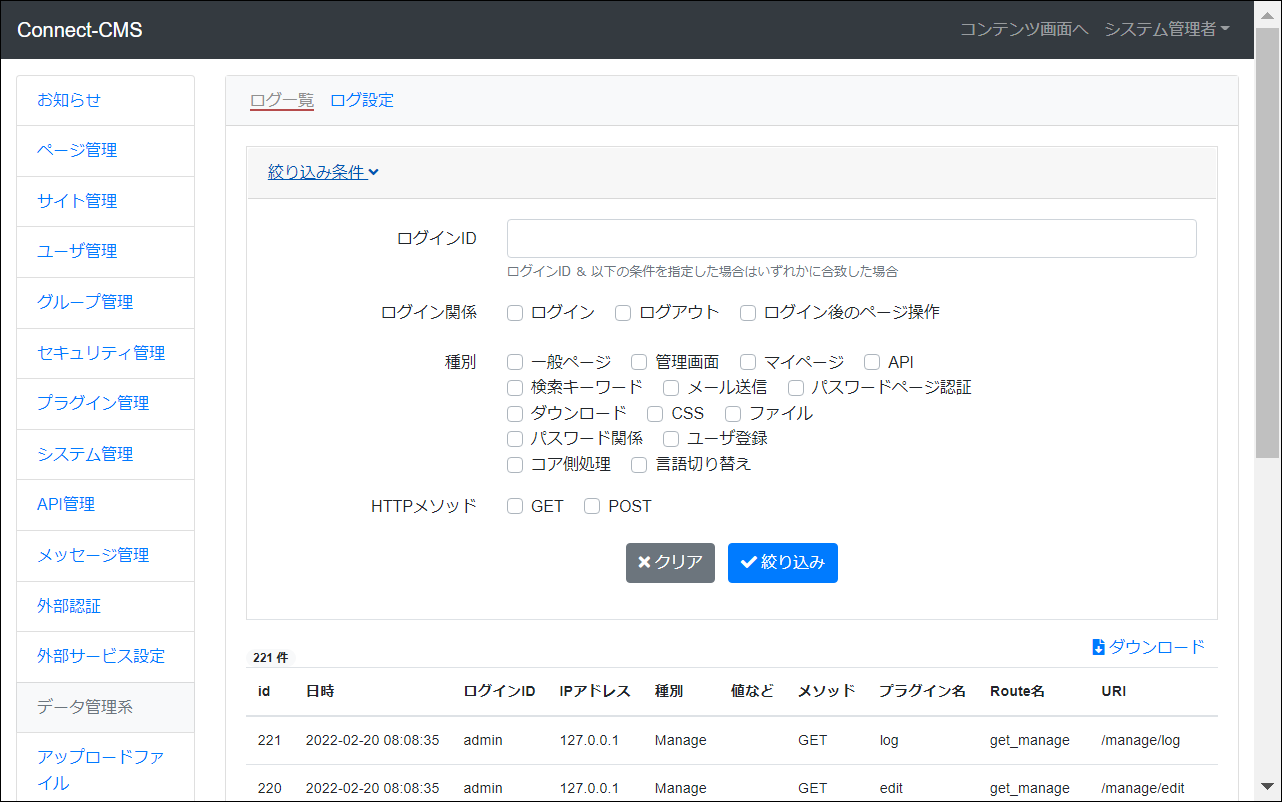 Connect-CMS
コンテンツ画面へ システム管理者
お知らせ
ページ管理
サイト管理
ユーザ管理
グループ管理
セキュリティ管理
プラグイン管理
システム管理
API管理
メッセージ管理
外部認証
外部サービス設定
データ管理系
アップロードファ
イル
ログ一覧 ログ設定
絞り込み条件
ログインID
ログインID ＆ 以下の条件を指定した場合はいずれかに合致した場合
ログイン関係 ログイン ログアウト ログイン後のページ操作
種別 一般ページ 管理画面 マイページ API
検索キーワード メール送信 パスワードページ認証
ダウンロード CSS ファイル
パスワード関係 ユーザ登録
コア側処理 言語切り替え
HTTPメソッド GET POST
クリア 絞り込み
221 件 ダウンロード
id 日時 ログインID IPアドレス 種別 値など メソッド プラグイン名 Route名 URI
221 2022-02-20 08:08:35 admin 127.0.0.1 Manage GET log get_manage /manage/log
220 2022-02-20 08:08:35 admin 127.0.0.1 Manage GET edit get_manage /manage/edit